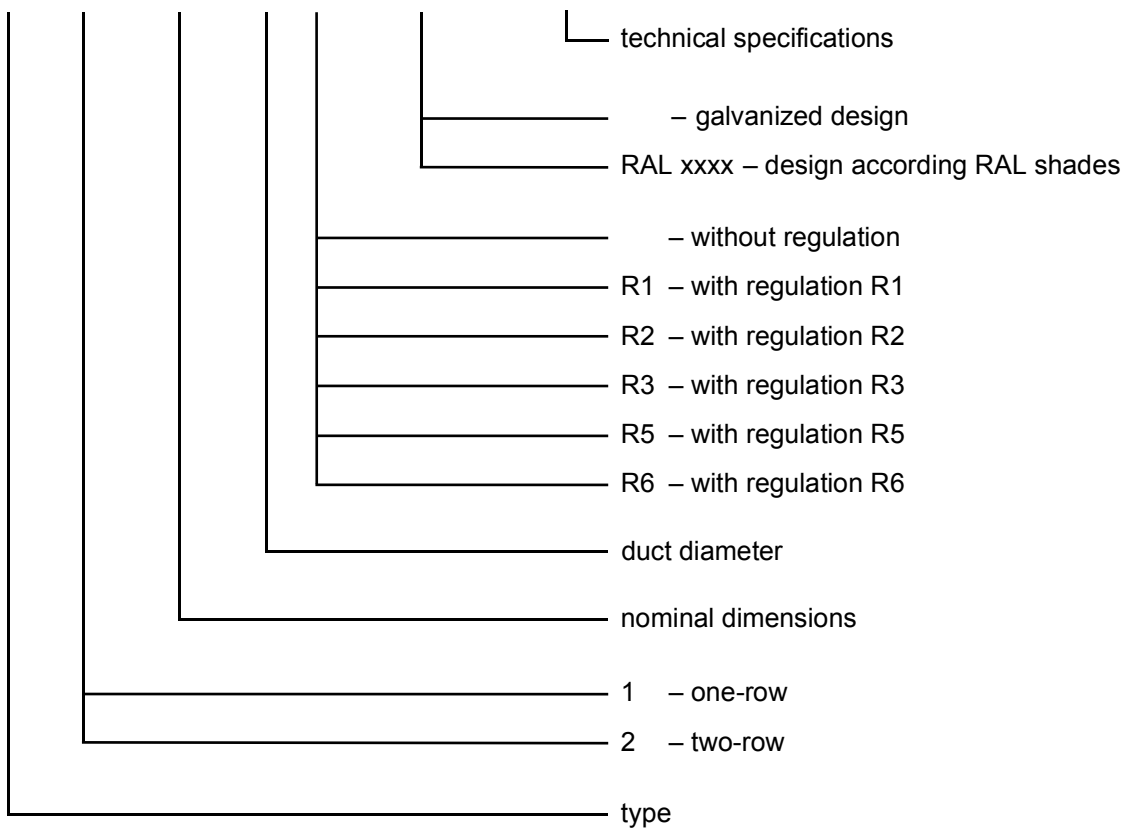 technical specifications
– galvanized design
RAL xxxx – design according RAL shades
– without regulation
R1 – with regulation R1
R2 – with regulation R2
R3 – with regulation R3
R5 – with regulation R5
R6 – with regulation R6
duct diameter
nominal dimensions
1 – one-row
2 – two-row
type